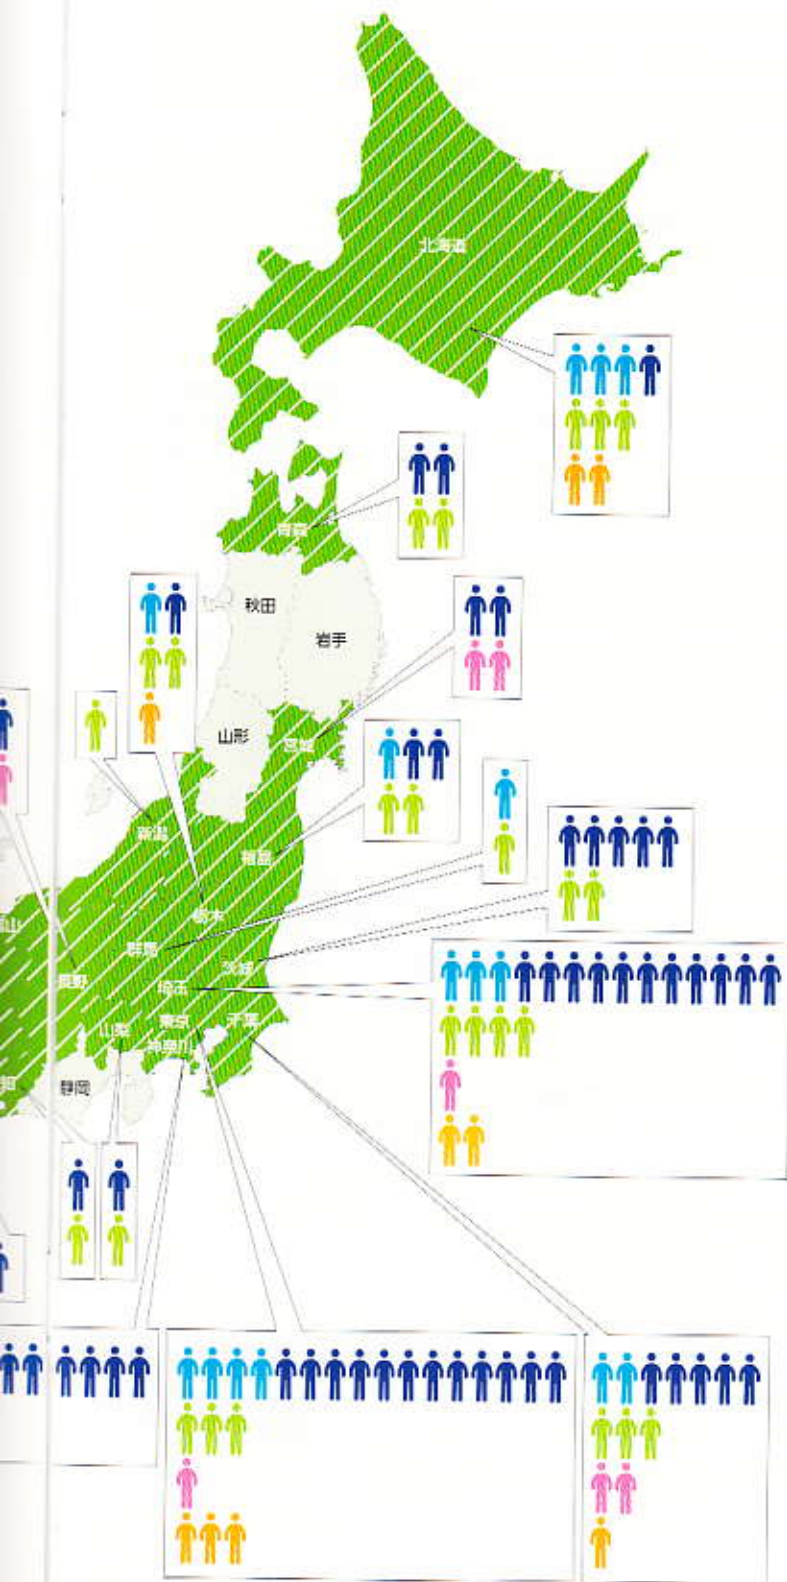 北海道
青森
秋田
岩手
山形
宮城
新潟
福島
栃木
群馬
山
茨城
長野
埼玉
山梨
東京
千葉
神奈川
知
静岡